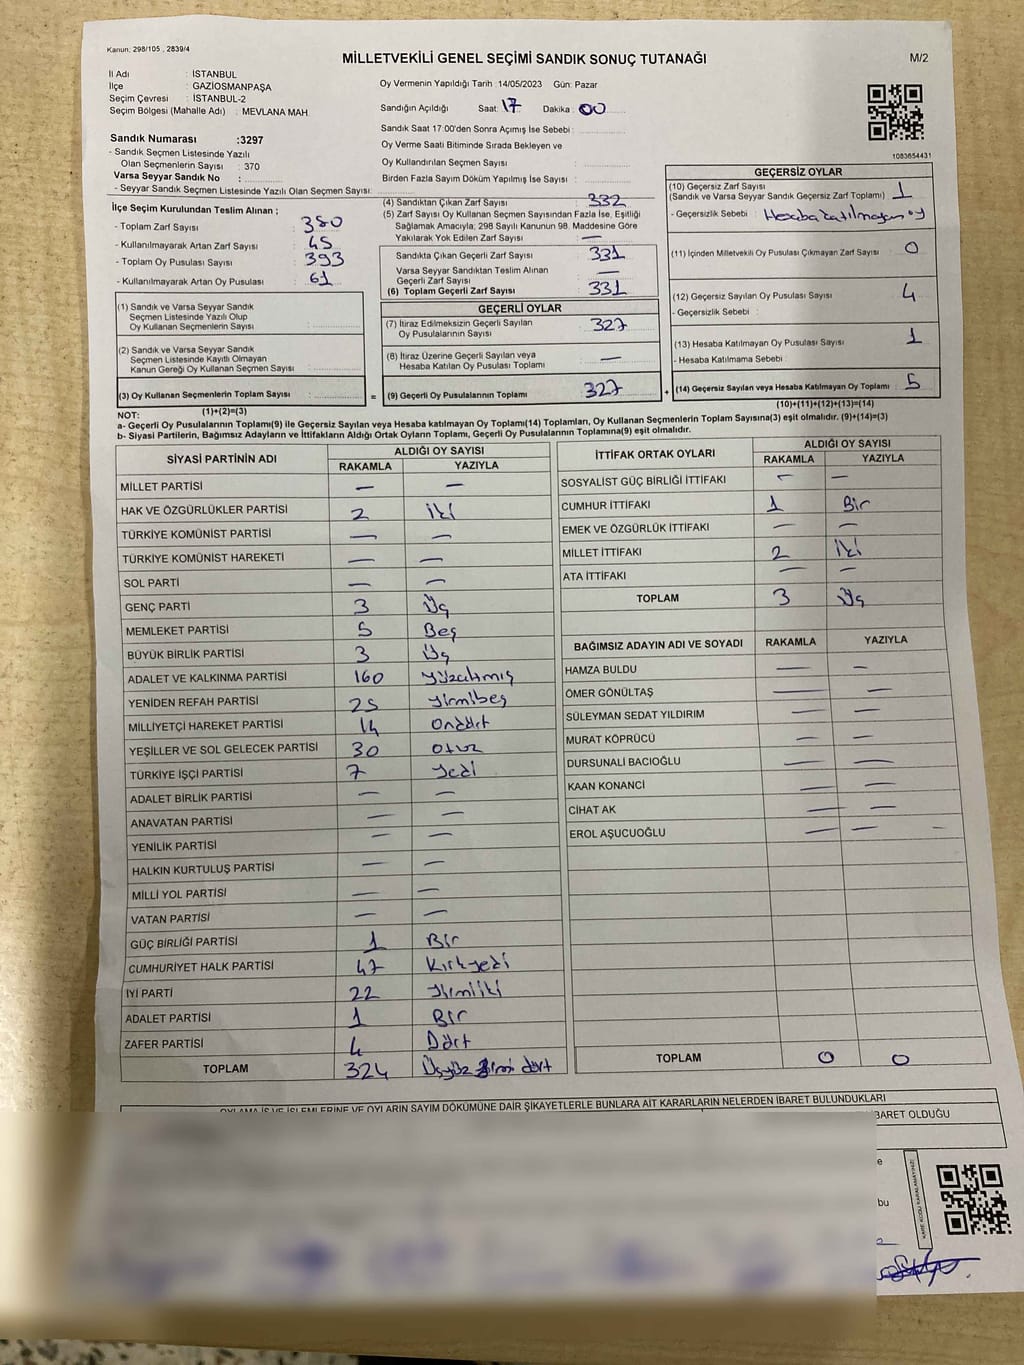 Kanun: 298/105 , 2839/4
MİLLETVEKİLİ GENEL SEÇİMİ SANDIK SONUÇ TUTANAĞI
M/2
İl Adı : İSTANBUL
İlçe : GAZİOSMANPAŞA
Seçim Çevresi : İSTANBUL-2
Seçim Bölgesi (Mahalle Adı) : MEVLANA MAH.
Oy Vermenin Yapıldığı Tarih :14/05/2023 Gün: Pazar
Sandığın Açıldığı Saat: 17 Dakika : 00
Sandık Saat 17:00'den Sonra Açımış İse Sebebi :
Oy Verme Saati Bitiminde Sırada Bekleyen ve
Oy Kullandırılan Seçmen Sayısı :
Birden Fazla Sayım Döküm Yapılmış İse Sayısı :
1083654431
Sandık Numarası :3297
- Sandık Seçmen Listesinde Yazılı
Olan Seçmenlerin Sayısı : 370
Varsa Seyyar Sandık No :
- Seyyar Sandık Seçmen Listesinde Yazılı Olan Seçmen Sayısı:
İlçe Seçim Kurulundan Teslim Alınan ;
- Toplam Zarf Sayısı : 380
- Kullanılmayarak Artan Zarf Sayısı : 45
- Toplam Oy Pusulası Sayısı : 393
- Kullanılmayarak Artan Oy Pusulası : 61
(4) Sandıktan Çıkan Zarf Sayısı : 332
(5) Zarf Sayısı Oy Kullanan Seçmen Sayısından Fazla İse, Eşitliği
Sağlamak Amacıyla; 298 Sayılı Kanunun 98. Maddesine Göre
Yakılarak Yok Edilen Zarf Sayısı : —
Sandıkta Çıkan Geçerli Zarf Sayısı : 331
Varsa Seyyar Sandıktan Teslim Alınan
Geçerli Zarf Sayısı : —
(6) Toplam Geçerli Zarf Sayısı : 331
GEÇERSİZ OYLAR
(10) Geçersiz Zarf Sayısı : 1
(Sandık ve Varsa Seyyar Sandık Geçersiz Zarf Toplamı)
- Geçersizlik Sebebi : Hesaba katılmayan oy
(11) İçinden Milletvekili Oy Pusulası Çıkmayan Zarf Sayısı : 0
(12) Geçersiz Sayılan Oy Pusulası Sayısı : 4
- Geçersizlik Sebebi :
(13) Hesaba Katılmayan Oy Pusulası Sayısı : 1
- Hesaba Katılmama Sebebi :
(14) Geçersiz Sayılan veya Hesaba Katılmayan Oy Toplamı : 5
(10)+(11)+(12)+(13)=(14)
(1) Sandık ve Varsa Seyyar Sandık
Seçmen Listesinde Yazılı Olup
Oy Kullanan Seçmenlerin Sayısı :
(2) Sandık ve Varsa Seyyar Sandık
Seçmen Listesinde Kayıtlı Olmayan
Kanun Gereği Oy Kullanan Seçmen Sayısı :
(3) Oy Kullanan Seçmenlerin Toplam Sayısı : =
(1)+(2)=(3)
GEÇERLİ OYLAR
(7) İtiraz Edilmeksizin Geçerli Sayılan
Oy Pusulalarının Sayısı : 327
(8) İtiraz Üzerine Geçerli Sayılan veya
Hesaba Katılan Oy Pusulası Toplamı : —
(9) Geçerli Oy Pusulalarının Toplamı : 327 +
NOT:
a- Geçerli Oy Pusulalarının Toplamı(9) ile Geçersiz Sayılan veya Hesaba katılmayan Oy Toplamı(14) Toplamları, Oy Kullanan Seçmenlerin Toplam Sayısına(3) eşit olmalıdır. (9)+(14)=(3)
b- Siyasi Partilerin, Bağımsız Adayların ve İttifakların Aldığı Ortak Oyların Toplamı, Geçerli Oy Pusulalarının Toplamına(9) eşit olmalıdır.
SİYASİ PARTİNİN ADI ALDIĞI OY SAYISI
RAKAMLA YAZIYLA
MİLLET PARTİSİ — —
HAK VE ÖZGÜRLÜKLER PARTİSİ 2 iki
TÜRKİYE KOMÜNİST PARTİSİ — —
TÜRKİYE KOMÜNİST HAREKETİ — —
SOL PARTİ — —
GENÇ PARTİ 3 Üç
MEMLEKET PARTİSİ 5 Beş
BÜYÜK BİRLİK PARTİSİ 3 Üç
ADALET VE KALKINMA PARTİSİ 160 Yüzaltmış
YENİDEN REFAH PARTİSİ 25 Yirmibeş
MİLLİYETÇİ HAREKET PARTİSİ 14 Ondört
YEŞİLLER VE SOL GELECEK PARTİSİ 30 Otuz
TÜRKİYE İŞÇİ PARTİSİ 7 Yedi
ADALET BİRLİK PARTİSİ — —
ANAVATAN PARTİSİ — —
YENİLİK PARTİSİ — —
HALKIN KURTULUŞ PARTİSİ — —
MİLLİ YOL PARTİSİ — —
VATAN PARTİSİ — —
GÜÇ BİRLİĞİ PARTİSİ 1 Bir
CUMHURİYET HALK PARTİSİ 47 Kırkyedi
İYİ PARTİ 22 Yirmiiki
ADALET PARTİSİ 1 Bir
ZAFER PARTİSİ 4 Dört
TOPLAM 324 Üçyüz yirmi dört
İTTİFAK ORTAK OYLARI ALDIĞI OY SAYISI
RAKAMLA YAZIYLA
SOSYALİST GÜÇ BİRLİĞİ İTTİFAKI — —
CUMHUR İTTİFAKI 1 Bir
EMEK VE ÖZGÜRLÜK İTTİFAKI — —
MİLLET İTTİFAKI 2 iki
ATA İTTİFAKI — —
TOPLAM 3 Üç
BAĞIMSIZ ADAYIN ADI VE SOYADI RAKAMLA YAZIYLA
HAMZA BULDU — —
ÖMER GÖNÜLTAŞ — —
SÜLEYMAN SEDAT YILDIRIM — —
MURAT KÖPRÜCÜ — —
DURSUNALİ BACIOĞLU — —
KAAN KONANCİ — —
CİHAT AK — —
EROL AŞUCUOĞLU — —
TOPLAM 0 0
OYLAMA İŞ VE İŞLEMLERİNE VE OYLARIN SAYIM DÖKÜMÜNE DAİR ŞİKAYETLERLE BUNLARA AİT KARARLARIN NELERDEN İBARET BULUNDUKLARI
İBARET OLDUĞU
e
bu